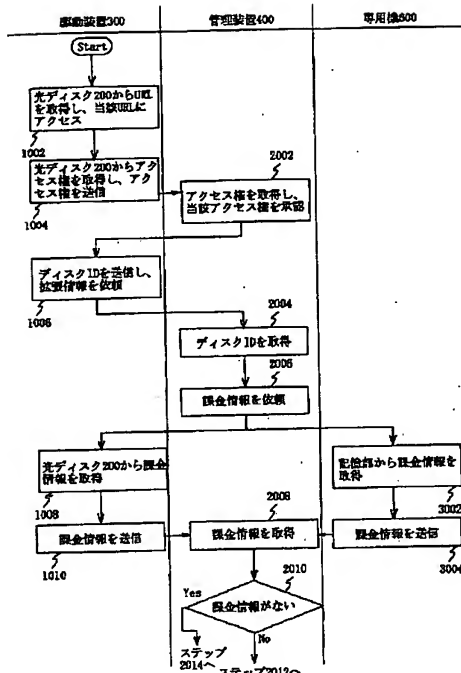 駆動装置300
管理装置400
専用機600
Start
光ディスク200からURL
を取得し、当該URLに
アクセス
1002
光ディスク200からアク
セス権を取得し、アク
セス権を送信
1004
2002
アクセス権を取得し、
当該アクセス権を承認
ディスクIDを送信し、
拡張情報を依頼
1006
2004
ディスクIDを取得
2006
課金情報を依頼
光ディスク200から課金
情報を取得
1008
記憶部から課金情報を
取得
3002
課金情報を送信
1010
2008
課金情報を取得
課金情報を送信
3004
2010
Yes
課金情報がない
No
ステップ
2014へ
ステップ2012へ